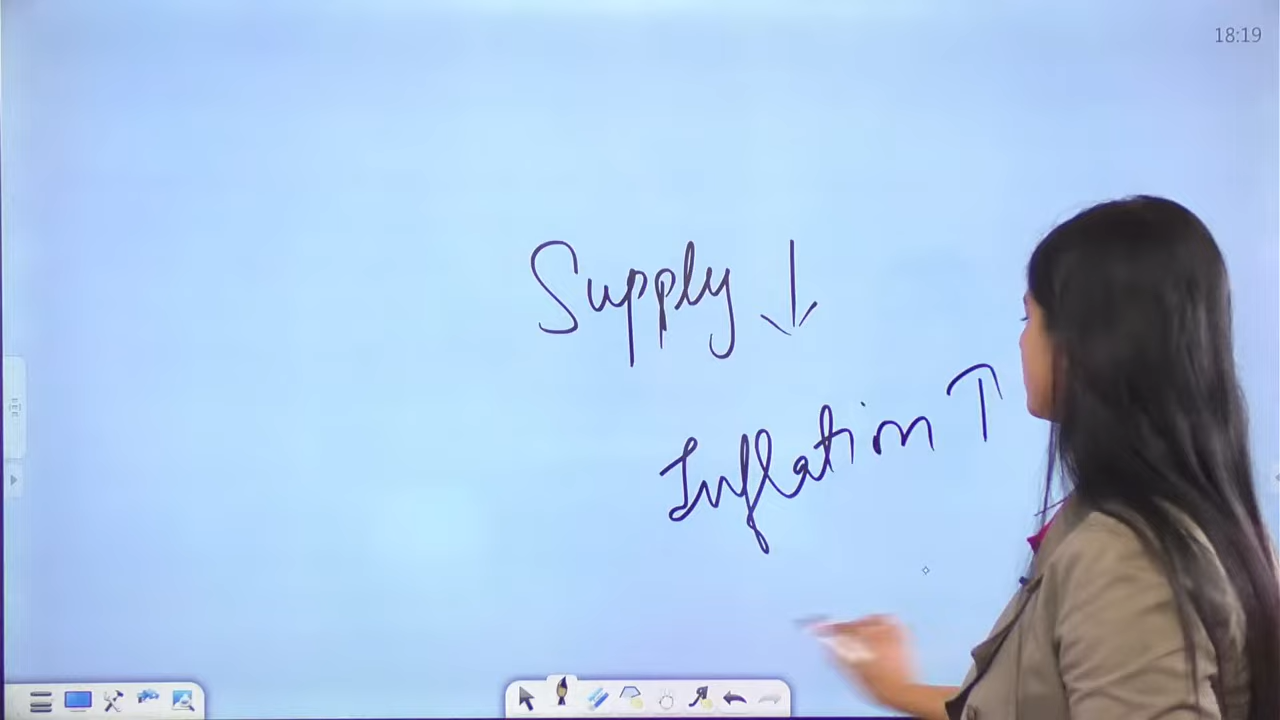 18:19
Supply ↓
Inflation ↑